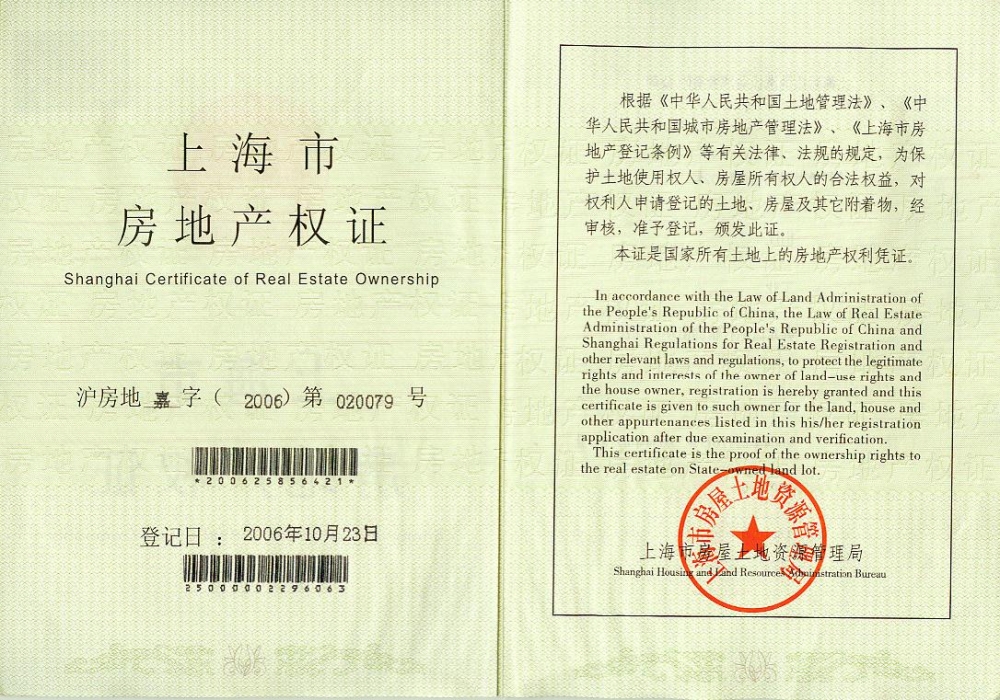 上海市
房地产权证
Shanghai Certificate of Real Estate Ownership
沪房地 嘉 字（ 2006）第 020079 号
*200625856421*
登记日 ： 2006年10月23日
25000002296063
根据《中华人民共和国土地管理法》、《中
华人民共和国城市房地产管理法》、《上海市房
地产登记条例》等有关法律、法规的规定，为保
护土地使用权人、房屋所有权人的合法权益，对
权利人申请登记的土地、房屋及其它附着物，经
审核，准予登记，颁发此证。
本证是国家所有土地上的房地产权利凭证。
In accordance with the Law of Land Administration of
the People's Republic of China, the Law of Real Estate
Administration of the People's Republic of China and
Shanghai Regulations for Real Estate Registration and
other relevant laws and regulations, to protect the legitimate
rights and interests of the owner of land-use rights and
the house owner, registration is hereby granted and this
certificate is given to such owner for the land, house and
other appurtenances listed in this his/her registration
application after due examination and verification.
This certificate is the proof of the ownership rights to
the real estate on State-owned land lot.
上海市房屋土地资源管理局
上海市房屋土地资源管理局
Shanghai Housing and Land Resources Administration Bureau